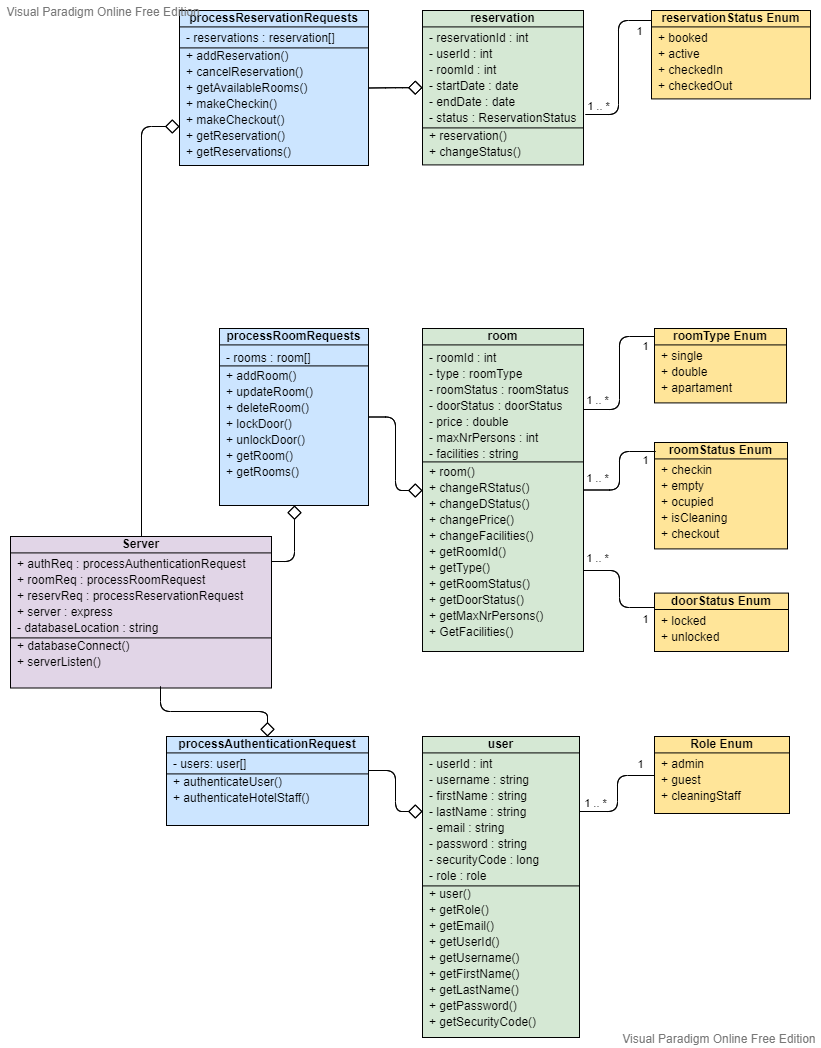 Visual Paradigm Online Free Edition
processReservationRequests
- reservations : reservation[]
+ addReservation()
+ cancelReservation()
+ getAvailableRooms()
+ makeCheckin()
+ makeCheckout()
+ getReservation()
+ getReservations()
reservation
- reservationId : int
- userId : int
- roomId : int
- startDate : date
- endDate : date
- status : ReservationStatus
+ reservation()
+ changeStatus()
1 .. *
1
reservationStatus Enum
+ booked
+ active
+ checkedIn
+ checkedOut
processRoomRequests
- rooms : room[]
+ addRoom()
+ updateRoom()
+ deleteRoom()
+ lockDoor()
+ unlockDoor()
+ getRoom()
+ getRooms()
room
- roomId : int
- type : roomType
- roomStatus : roomStatus
- doorStatus : doorStatus
- price : double
- maxNrPersons : int
- facilities : string
+ room()
+ changeRStatus()
+ changeDStatus()
+ changePrice()
+ changeFacilities()
+ getRoomId()
+ getType()
+ getRoomStatus()
+ getDoorStatus()
+ getMaxNrPersons()
+ GetFacilities()
1 .. *
1
roomType Enum
+ single
+ double
+ apartament
1 .. *
1
roomStatus Enum
+ checkin
+ empty
+ ocupied
+ isCleaning
+ checkout
1 .. *
1
doorStatus Enum
+ locked
+ unlocked
Server
+ authReq : processAuthenticationRequest
+ roomReq : processRoomRequest
+ reservReq : processReservationRequest
+ server : express
- databaseLocation : string
+ databaseConnect()
+ serverListen()
processAuthenticationRequest
- users: user[]
+ authenticateUser()
+ authenticateHotelStaff()
user
- userId : int
- username : string
- firstName : string
- lastName : string
- email : string
- password : string
- securityCode : long
- role : role
+ user()
+ getRole()
+ getEmail()
+ getUserId()
+ getUsername()
+ getFirstName()
+ getLastName()
+ getPassword()
+ getSecurityCode()
1 .. *
1
Role Enum
+ admin
+ guest
+ cleaningStaff
Visual Paradigm Online Free Edition